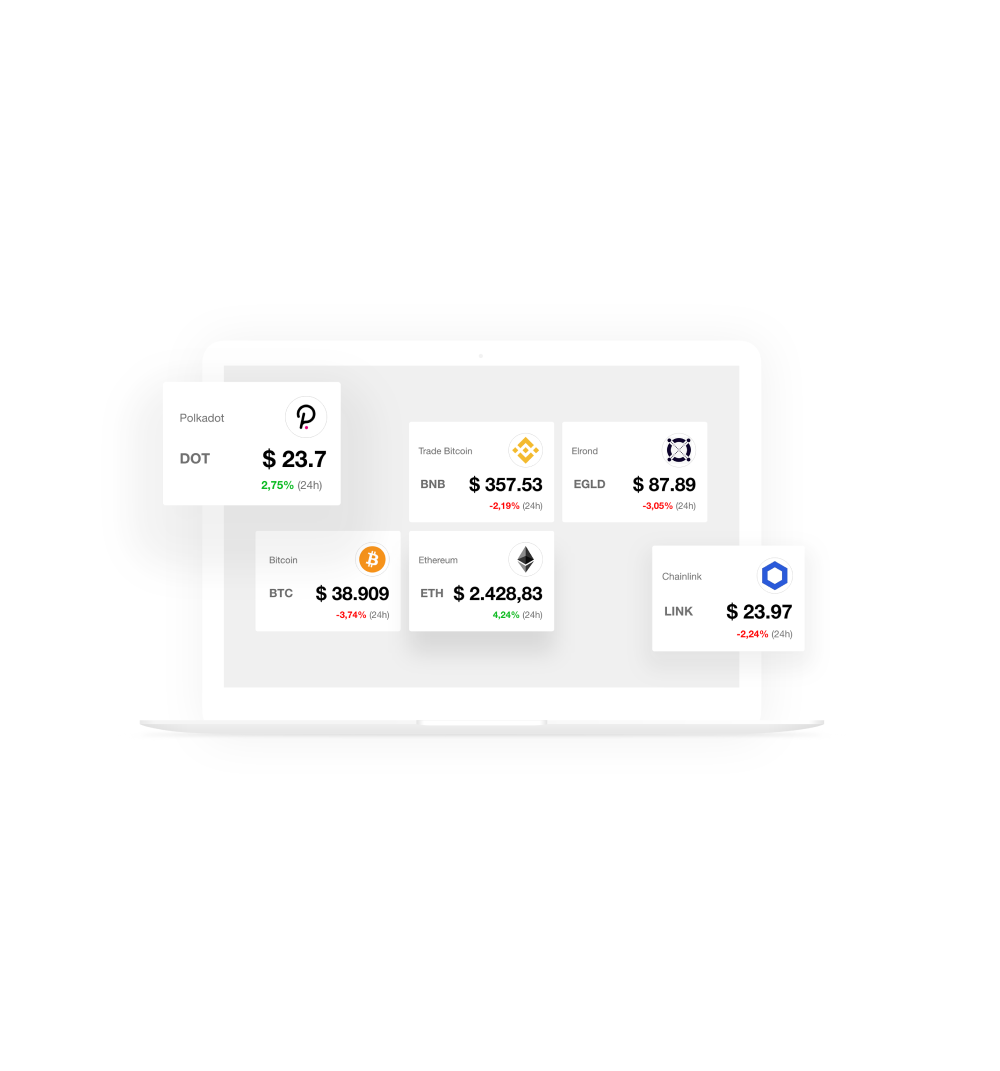 Polkadot
DOT $ 23.7
2,75% (24h)
Trade Bitcoin
BNB $ 357.53
-2,19% (24h)
Elrond
EGLD $ 87.89
-3,05% (24h)
Bitcoin
BTC $ 38.909
-3,74% (24h)
Ethereum
ETH $ 2.428,83
4,24% (24h)
Chainlink
LINK $ 23.97
-2,24% (24h)